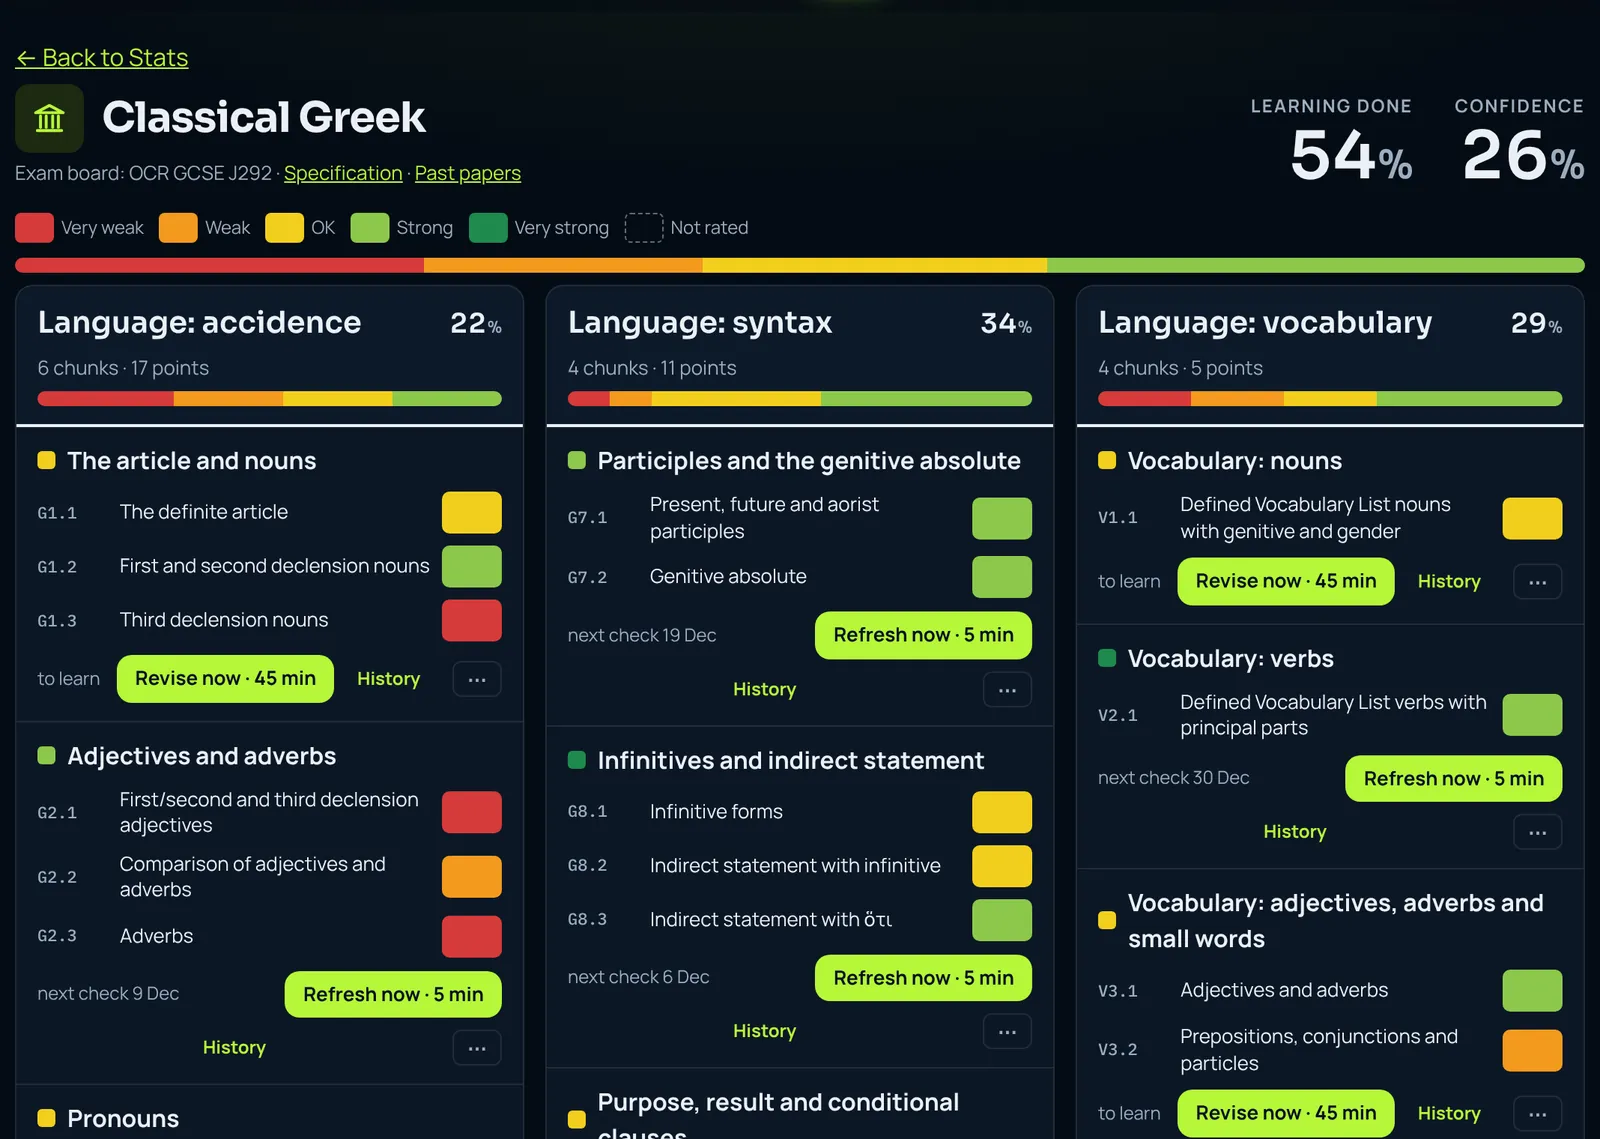 ← Back to Stats
Classical Greek
Exam board: OCR GCSE J292 · Specification · Past papers
LEARNING DONE
54%
CONFIDENCE
26%
Very weak
Weak
OK
Strong
Very strong
Not rated
Language: accidence 22%
6 chunks · 17 points
The article and nouns
G1.1 The definite article
G1.2 First and second declension nouns
G1.3 Third declension nouns
to learn Revise now · 45 min History ...
Adjectives and adverbs
G2.1 First/second and third declension
adjectives
G2.2 Comparison of adjectives and
adverbs
G2.3 Adverbs
next check 9 Dec Refresh now · 5 min
History ...
Pronouns
Language: syntax 34%
4 chunks · 11 points
Participles and the genitive absolute
G7.1 Present, future and aorist
participles
G7.2 Genitive absolute
next check 19 Dec Refresh now · 5 min
History ...
Infinitives and indirect statement
G8.1 Infinitive forms
G8.2 Indirect statement with infinitive
G8.3 Indirect statement with ὅτι
next check 6 Dec Refresh now · 5 min
History ...
Purpose, result and conditional
clauses
Language: vocabulary 29%
4 chunks · 5 points
Vocabulary: nouns
V1.1 Defined Vocabulary List nouns
with genitive and gender
to learn Revise now · 45 min History ...
Vocabulary: verbs
V2.1 Defined Vocabulary List verbs with
principal parts
next check 30 Dec Refresh now · 5 min
History ...
Vocabulary: adjectives, adverbs and
small words
V3.1 Adjectives and adverbs
V3.2 Prepositions, conjunctions and
particles
to learn Revise now · 45 min History ...